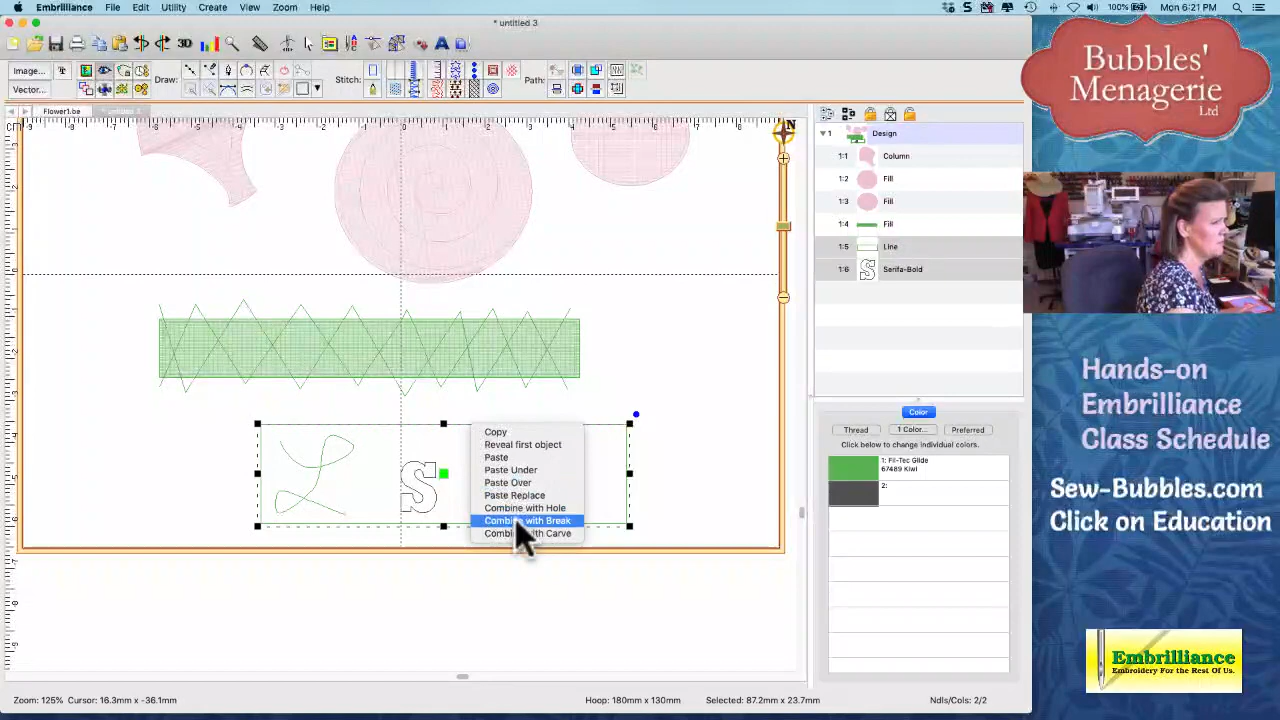 Embrilliance File Edit Utility Create View Zoom Help 100% Mon 6:21 PM
* untitled 3
3D A
Image... Tr Draw: Stitch: Path:
Vector...
Flower1.be * untitled 3
N
1 Design
1:1 Column
1:2 Fill
1:3 Fill
1:4 Fill
1:5 Line
1:6 Serifa-Bold
Copy
Reveal first object
Paste
Paste Under
Paste Over
Paste Replace
Combine with Hole
Combine with Break
Combine with Carve
S
Color
Thread 1 Color... Preferred
Click below to change individual colors.
1: Fil-Tec Glide
67489 Kiwi
2:
Zoom: 125% Cursor: 16.3mm x -36.1mm Hoop: 180mm x 130mm Selected: 87.2mm x 23.7mm Ndls/Cols: 2/2
Bubbles'
Menagerie
Ltd
Hands-on
Embrilliance
Class Schedule
Sew-Bubbles.com
Click on Education
Embrilliance
Embroidery For the Rest Of Us.